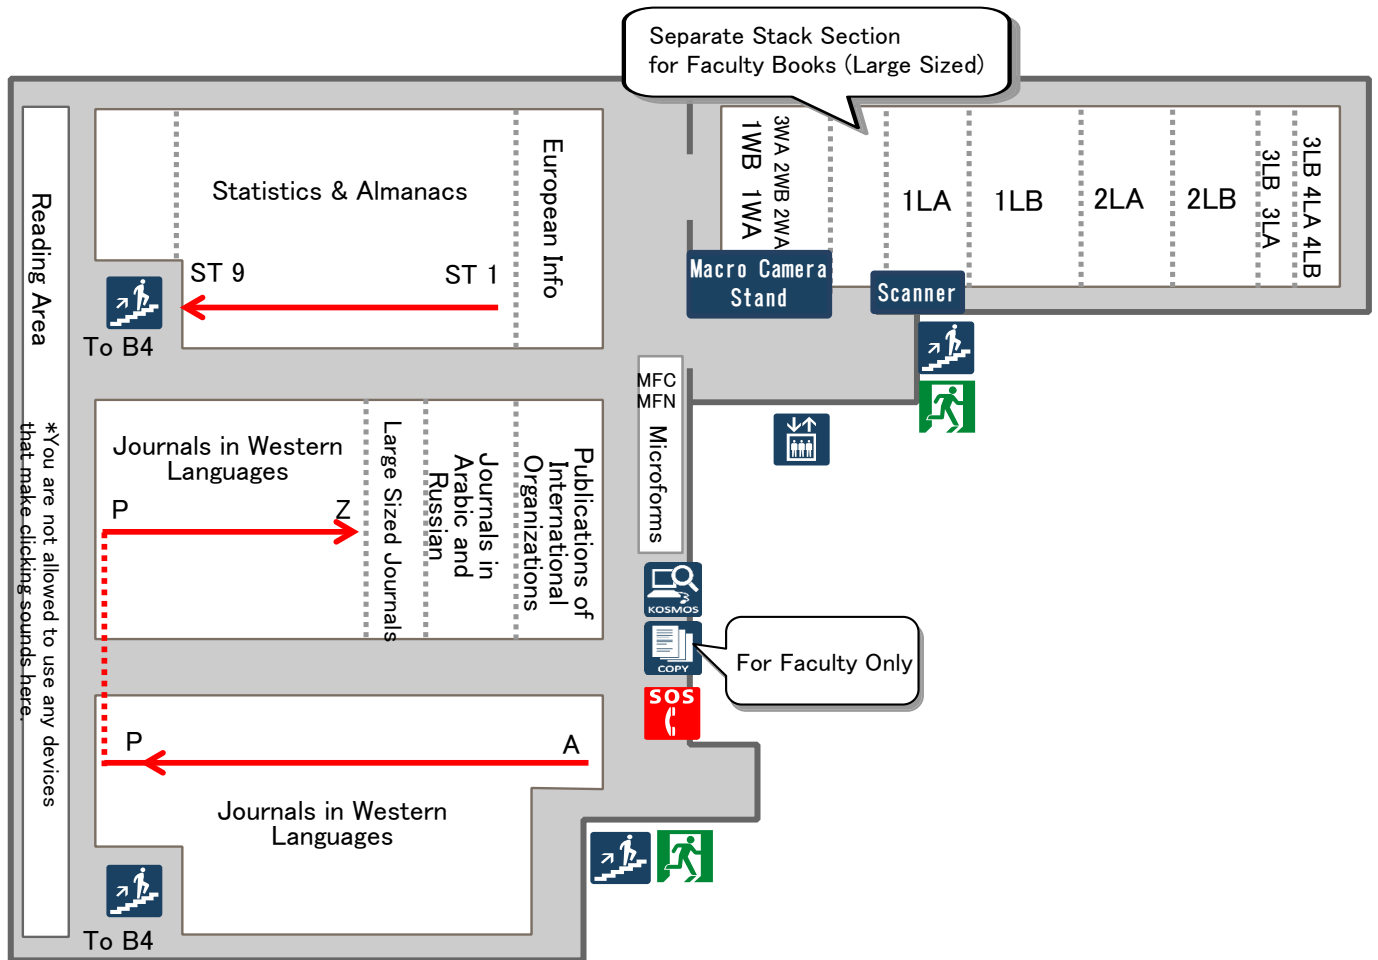 Separate Stack Section
for Faculty Books (Large Sized)
Reading Area
*You are not allowed to use any devices
that make clicking sounds here.
Statistics & Almanacs
ST 9
ST 1
European Info
To B4
3WA 2WB 2WA
1WB 1WA
1LA
1LB
2LA
2LB
3LB 3LA
3LB 4LA 4LB
Macro Camera
Stand
Scanner
MFC
MFN
Microforms
Journals in Western
Languages
P
Z
Large Sized Journals
Journals in
Arabic and
Russian
Publications of
International
Organizations
KOSMOS
COPY
For Faculty Only
SOS
P
A
Journals in Western
Languages
To B4